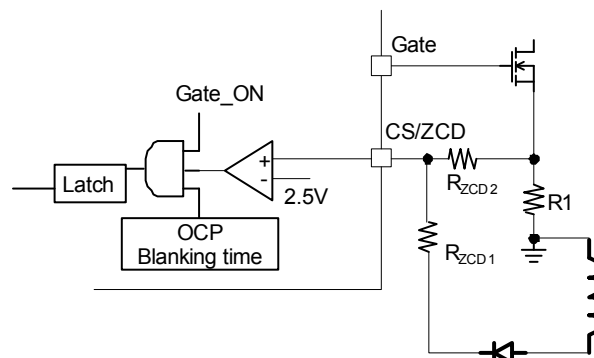 Gate
Gate_ON
CS/ZCD
+
-
2.5V
Latch
RZCD2
R1
OCP
Blanking time
RZCD1